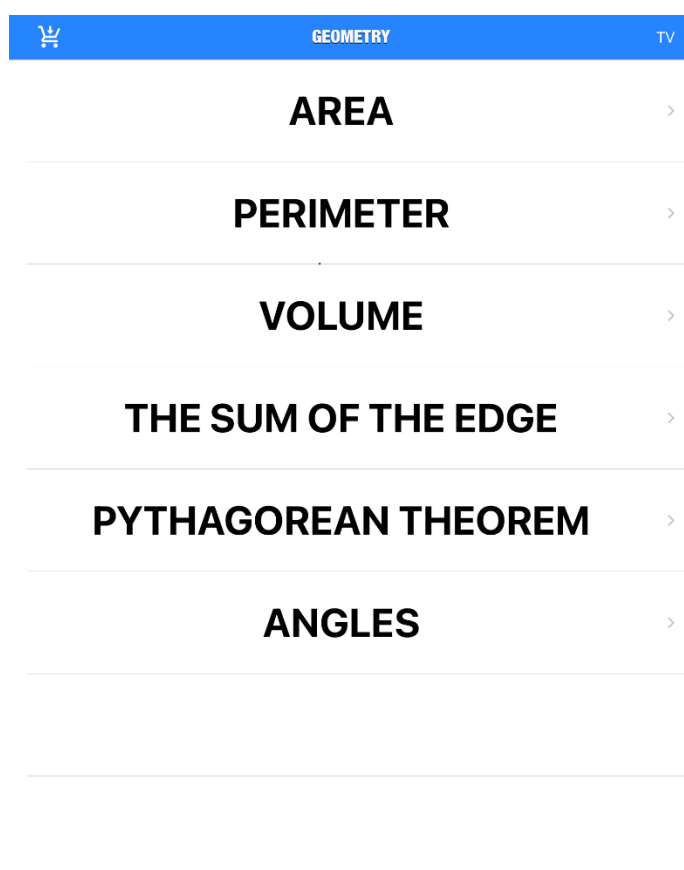 GEOMETRY
TV
AREA
PERIMETER
VOLUME
THE SUM OF THE EDGE
PYTHAGOREAN THEOREM
ANGLES